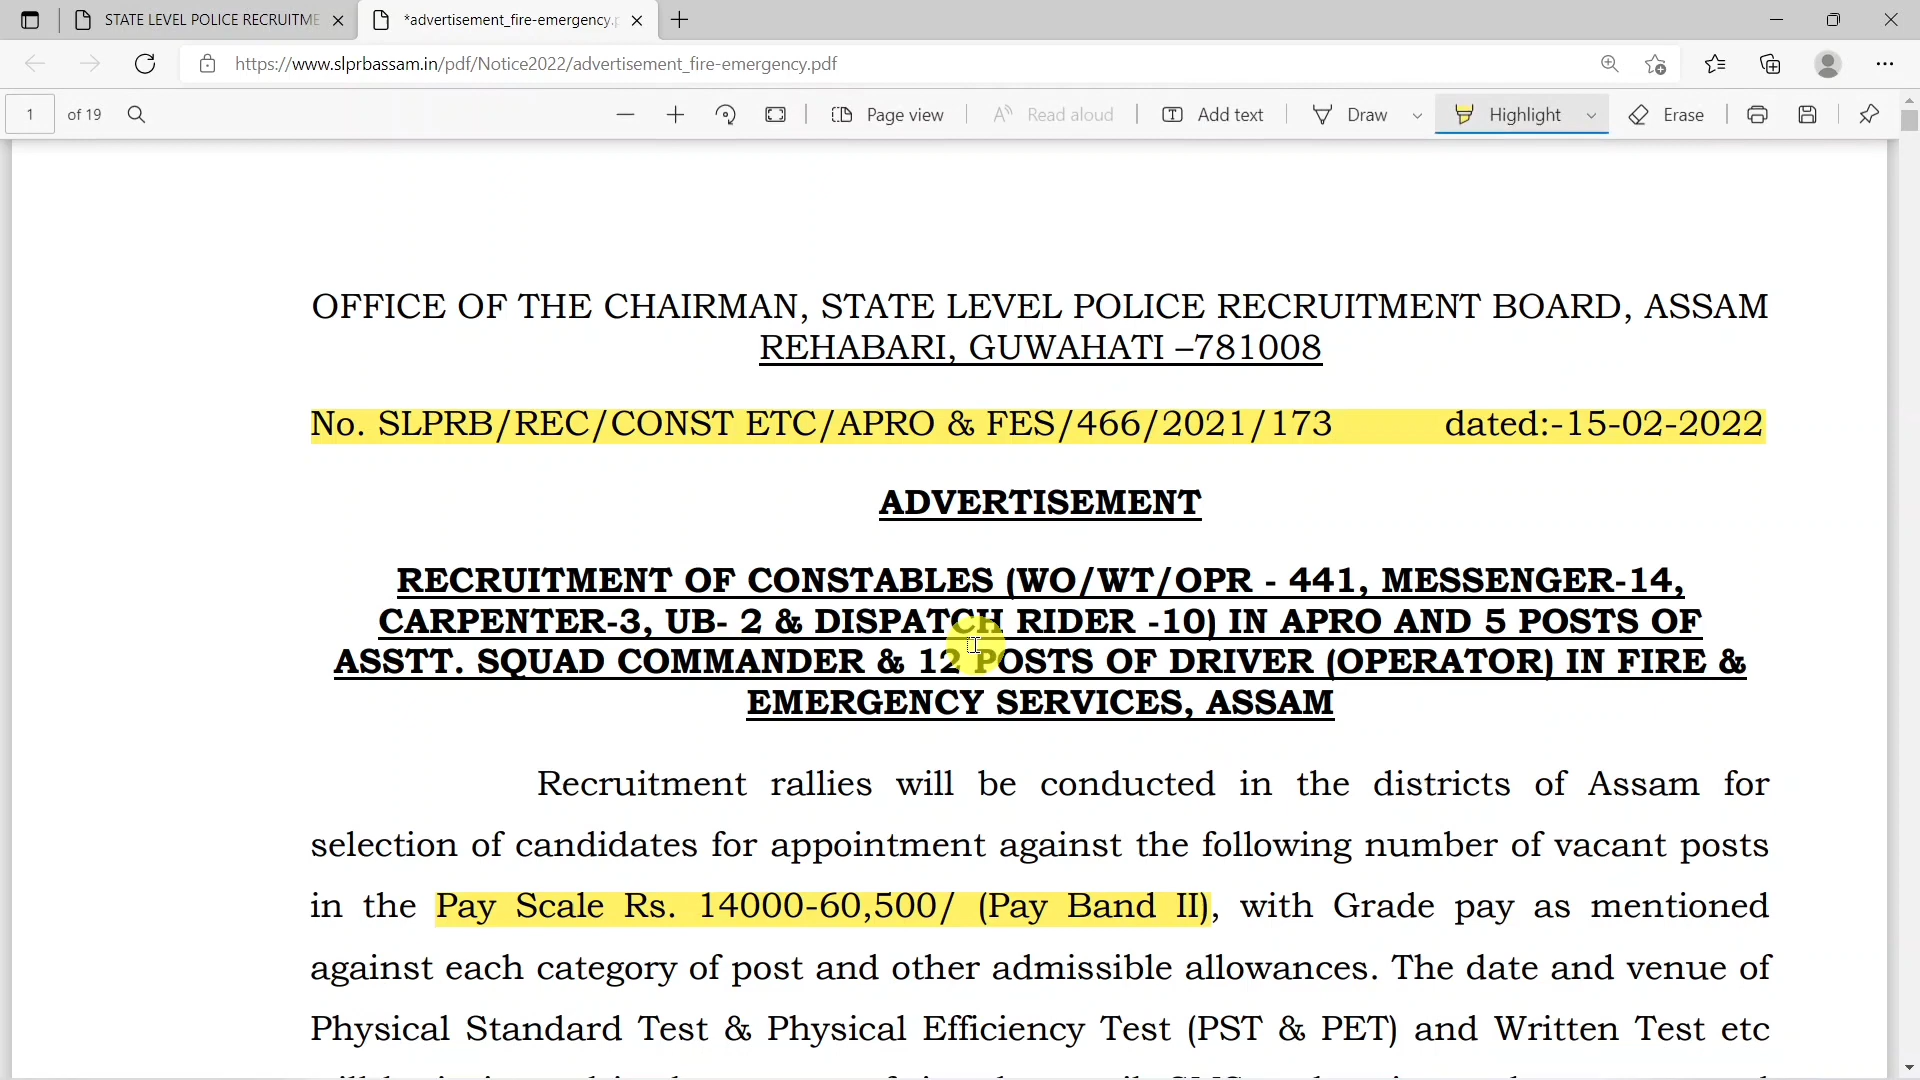 STATE LEVEL POLICE RECRUITME
*advertisement_fire-emergency.p
https://www.slprbassam.in/pdf/Notice2022/advertisement_fire-emergency.pdf
1 of 19
Page view
Read aloud
Add text
Draw
Highlight
Erase
OFFICE OF THE CHAIRMAN, STATE LEVEL POLICE RECRUITMENT BOARD, ASSAM
REHABARI, GUWAHATI –781008
No. SLPRB/REC/CONST ETC/APRO & FES/466/2021/173 dated:-15-02-2022
ADVERTISEMENT
RECRUITMENT OF CONSTABLES (WO/WT/OPR - 441, MESSENGER-14,
CARPENTER-3, UB- 2 & DISPATCH RIDER -10) IN APRO AND 5 POSTS OF
ASSTT. SQUAD COMMANDER & 12 POSTS OF DRIVER (OPERATOR) IN FIRE &
EMERGENCY SERVICES, ASSAM
Recruitment rallies will be conducted in the districts of Assam for
selection of candidates for appointment against the following number of vacant posts
in the Pay Scale Rs. 14000-60,500/ (Pay Band II), with Grade pay as mentioned
against each category of post and other admissible allowances. The date and venue of
Physical Standard Test & Physical Efficiency Test (PST & PET) and Written Test etc